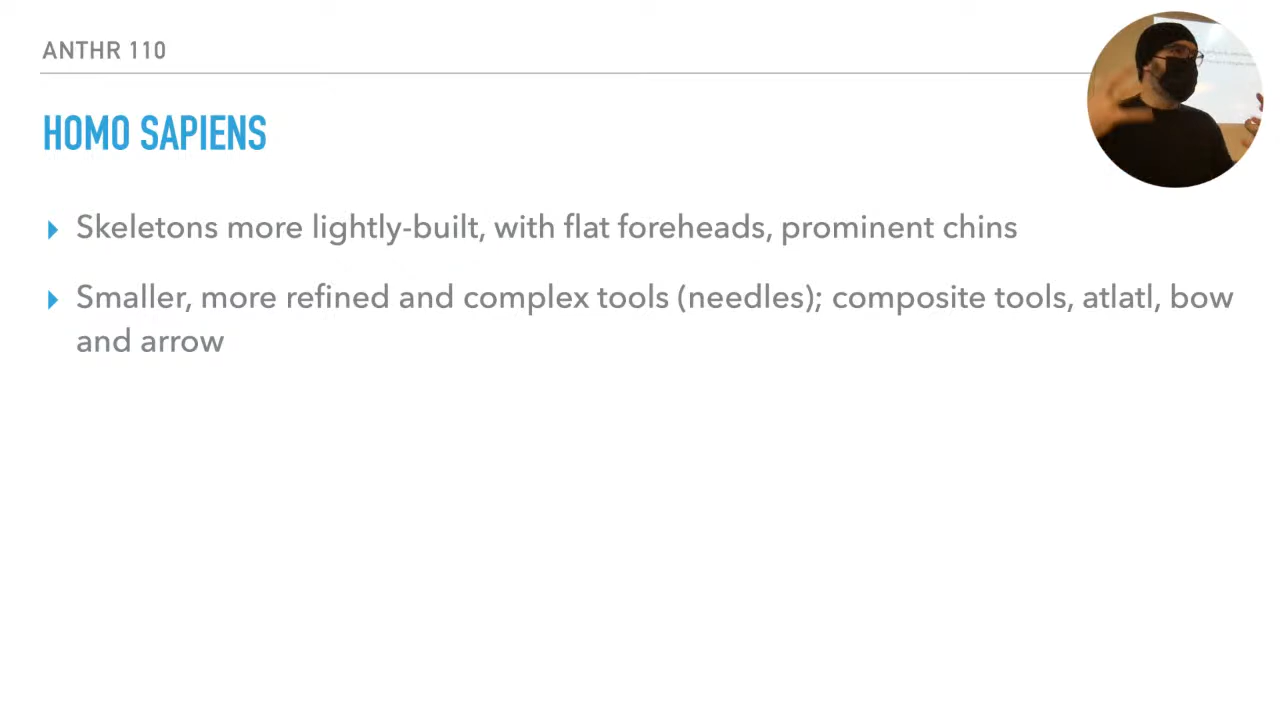 ANTHR 110
HOMO SAPIENS
Skeletons more lightly-built, with flat foreheads, prominent chins
Smaller, more refined and complex tools (needles); composite tools, atlatl, bow
and arrow